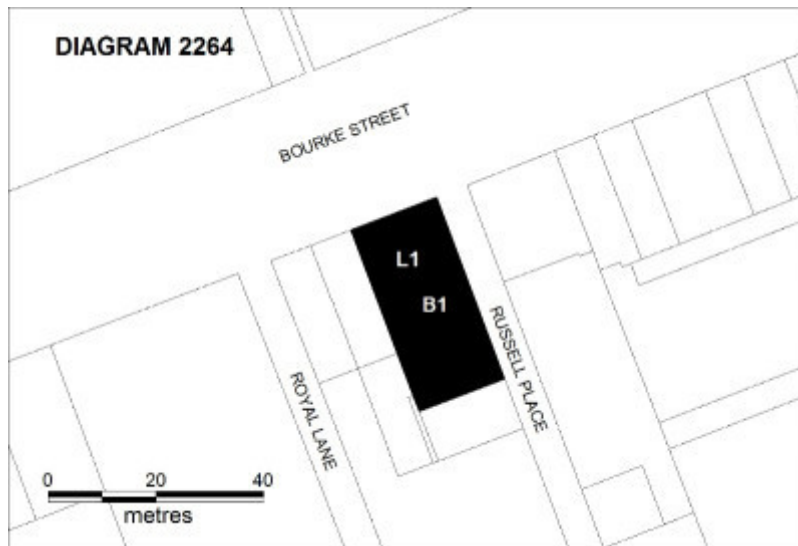 DIAGRAM 2264
BOURKE STREET
L1
B1
RUSSELL PLACE
ROYAL LANE
0 20 40
metres